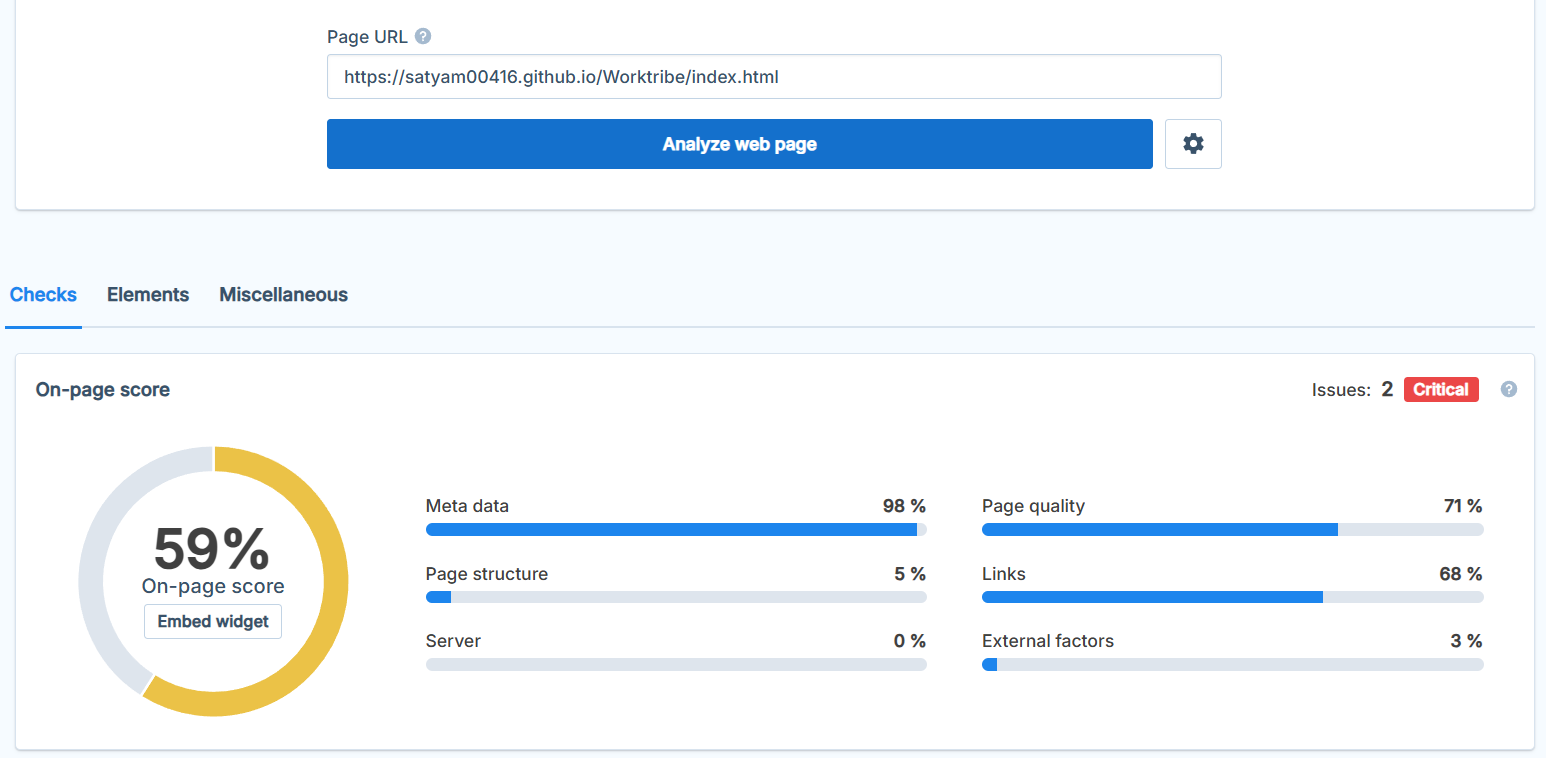 Page URL ?
https://satyam00416.github.io/Worktribe/index.html
Analyze web page
Checks Elements Miscellaneous
On-page score
Issues: 2 Critical ?
59%
On-page score
Embed widget
Meta data 98 %
Page structure 5 %
Server 0 %
Page quality 71 %
Links 68 %
External factors 3 %